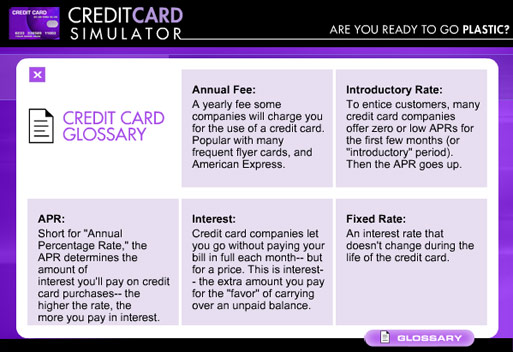 CREDIT CARD
CREDITCARD
SIMULATOR
ARE YOU READY TO GO PLASTIC?
CREDIT CARD
GLOSSARY
Annual Fee:
A yearly fee some
companies will charge you
for the use of a credit card.
Popular with many
frequent flyer cards, and
American Express.
Introductory Rate:
To entice customers, many
credit card companies
offer zero or low APRs for
the first few months (or
"introductory" period).
Then the APR goes up.
APR:
Short for "Annual
Percentage Rate," the
APR determines the
amount of
interest you'll pay on credit
card purchases-- the
higher the rate, the
more you pay in interest.
Interest:
Credit card companies let
you go without paying your
bill in full each month-- but
for a price. This is interest-
- the extra amount you pay
for the "favor" of carrying
over an unpaid balance.
Fixed Rate:
An interest rate that
doesn't change during the
life of the credit card.
GLOSSARY